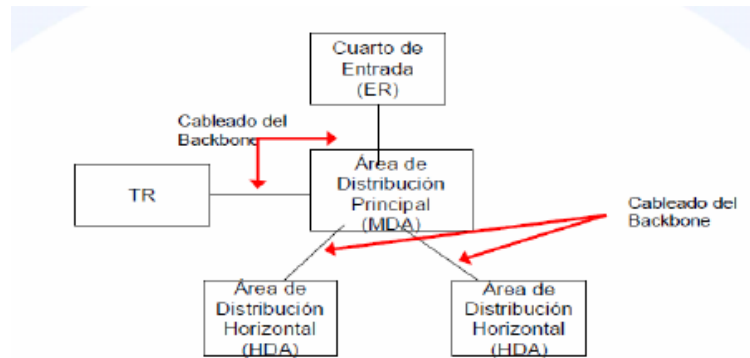 Cuarto de
Entrada
(ER)
Cableado del
Backbone
TR
Área de
Distribución
Principal
(MDA)
Cableado del
Backbone
Área de
Distribución
Horizontal
(HDA)
Área de
Distribución
Horizontal
(HDA)